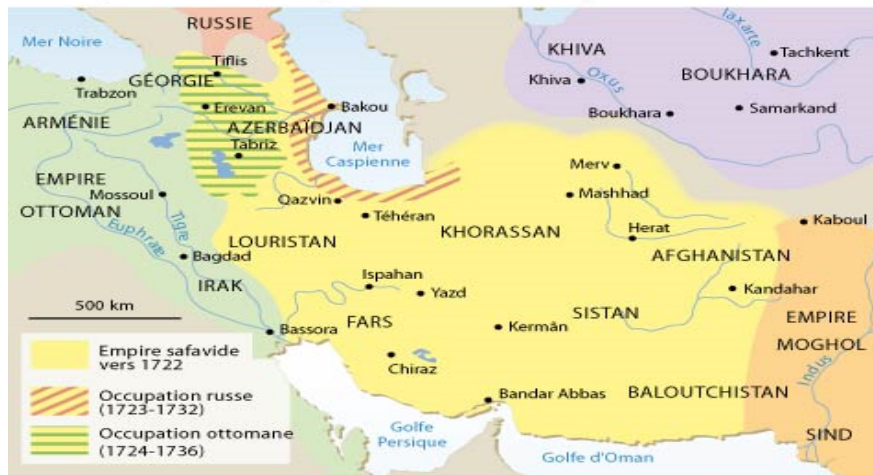 RUSSIE
Mer Noire
Tiflis
GÉORGIE
Trabzon
Erevan
Bakou
ARMÉNIE
AZERBAÏDJAN
Tabriz
Mer
Caspienne
KHIVA
Khiva
Oxus
Iaxarte
Tachkent
BOUKHARA
Boukhara
Samarkand
EMPIRE
OTTOMAN
Mossoul
Tigre
Euphrate
Qazvin
Téhéran
Merv
Mashhad
KHORASSAN
Herat
Kaboul
LOURISTAN
AFGHANISTAN
Bagdad
IRAK
Ispahan
Yazd
Kandahar
500 km
SISTAN
EMPIRE
MOGHOL
Bassora
FARS
Kermân
Indus
Chiraz
Bandar Abbas
BALOUTCHISTAN
SIND
Golfe
Persique
Golfe d'Oman
Empire safavide
vers 1722
Occupation russe
(1723-1732)
Occupation ottomane
(1724-1736)